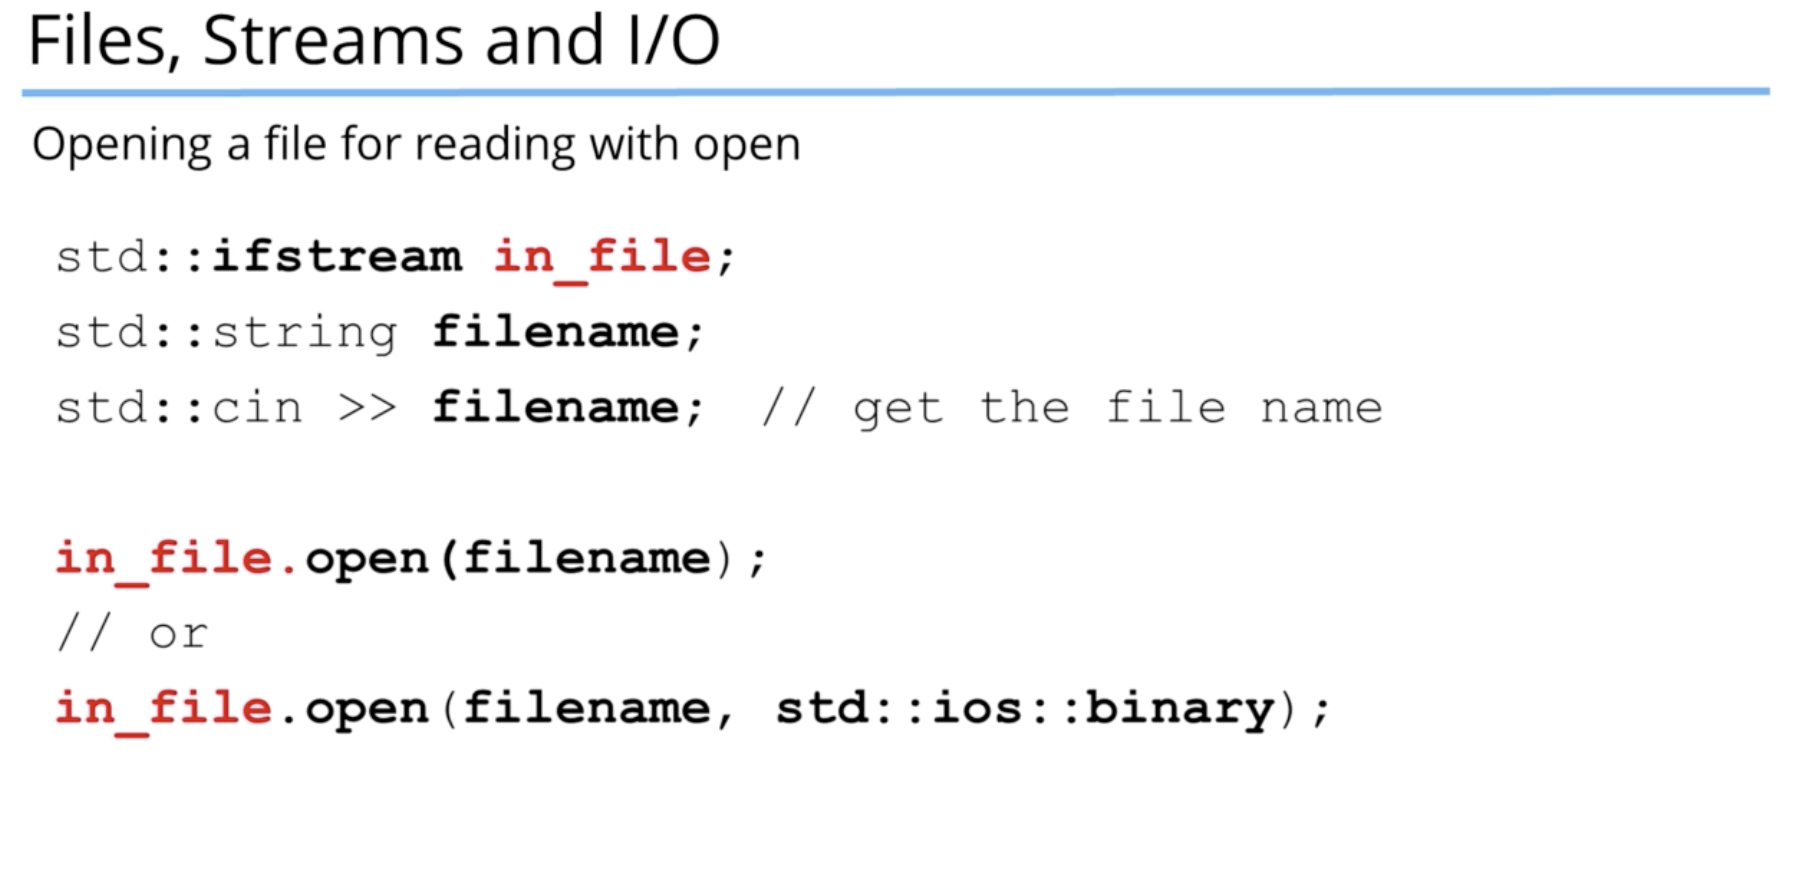 Files, Streams and I/O
Opening a file for reading with open
std::ifstream in_file;
std::string filename;
std::cin >> filename;  // get the file name
in_file.open(filename);
// or
in_file.open(filename, std::ios::binary);